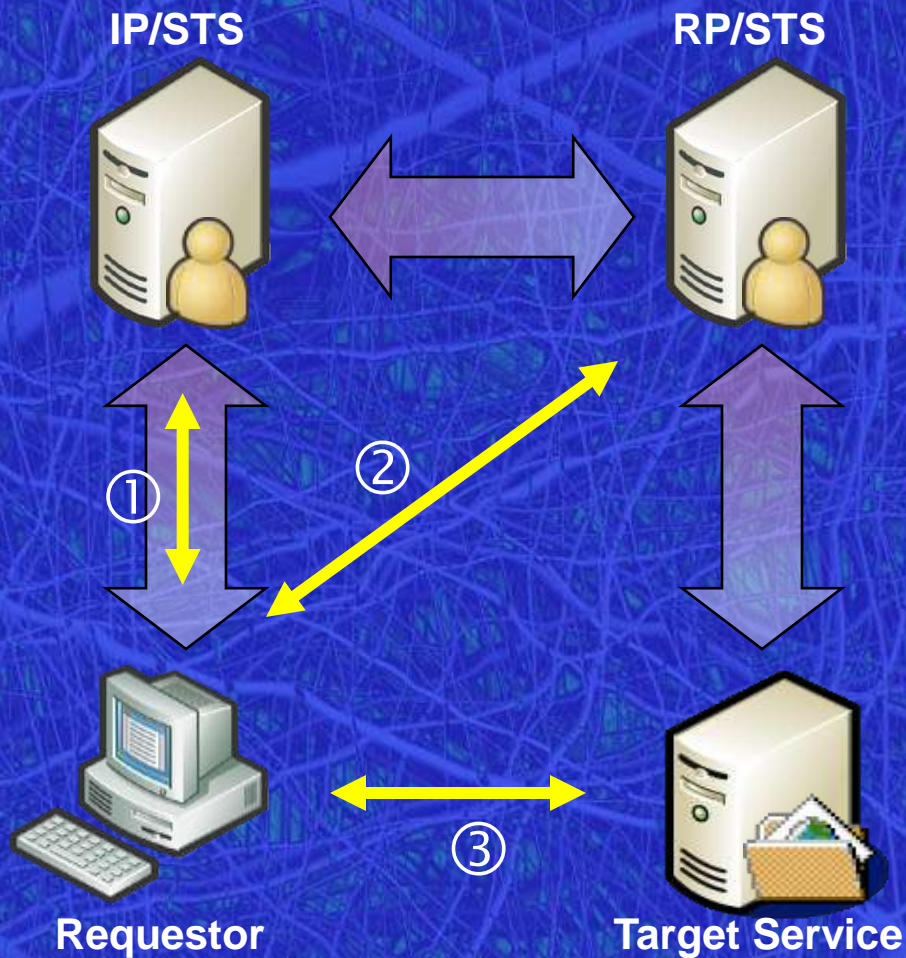 IP/STS
RP/STS
①
②
③
Requestor
Target Service